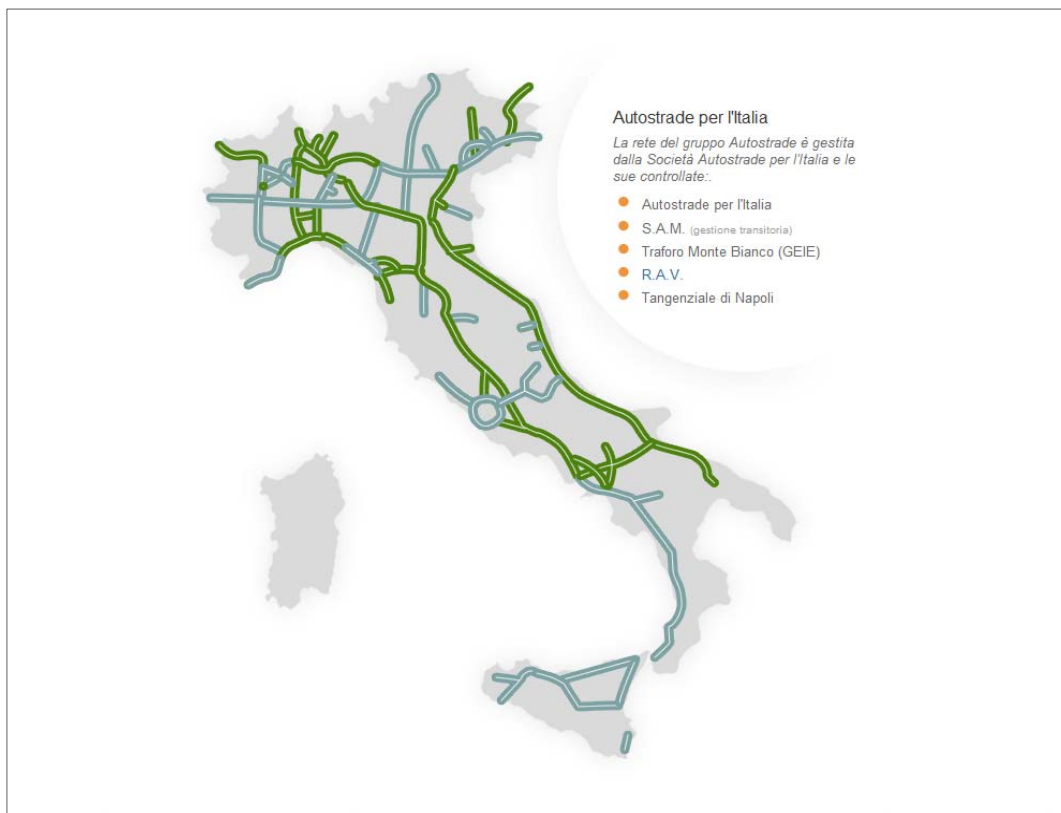 Autostrade per l'Italia
La rete del gruppo Autostrade è gestita
dalla Società Autostrade per l'Italia e le
sue controllate:.
Autostrade per l'Italia
S.A.M. (gestione transitoria)
Traforo Monte Bianco (GEIE)
R.A.V.
Tangenziale di Napoli